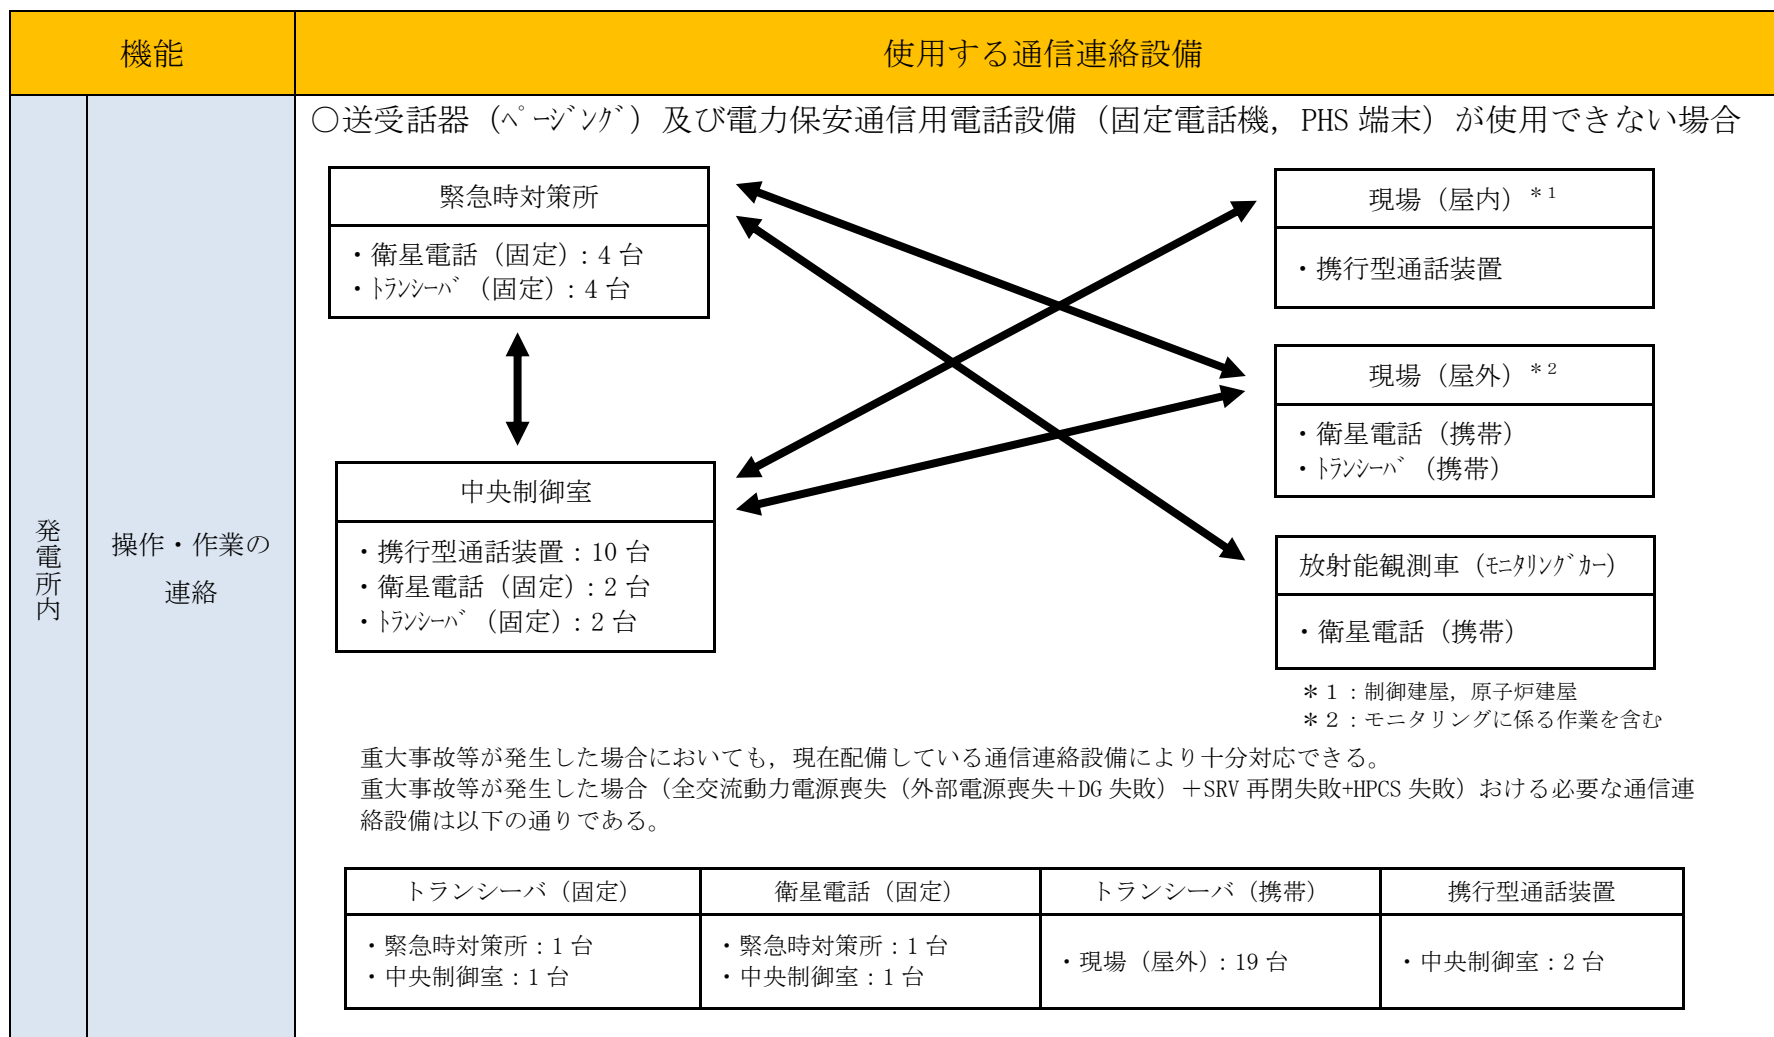 機能
使用する通信連絡設備
発電所内
操作・作業の
連絡
○送受話器（ﾍﾟｰｼﾞﾝｸﾞ）及び電力保安通信用電話設備（固定電話機，PHS 端末）が使用できない場合
緊急時対策所
・衛星電話（固定）：4 台
・ﾄﾗﾝｼｰﾊﾞ（固定）：4 台
中央制御室
・携行型通話装置：10 台
・衛星電話（固定）：2 台
・ﾄﾗﾝｼｰﾊﾞ（固定）：2 台
現場（屋内）＊1
・携行型通話装置
現場（屋外）＊2
・衛星電話（携帯）
・ﾄﾗﾝｼｰﾊﾞ（携帯）
放射能観測車（ﾓﾆﾀﾘﾝｸﾞｶｰ）
・衛星電話（携帯）
＊１：制御建屋，原子炉建屋
＊２：モニタリングに係る作業を含む
重大事故等が発生した場合においても，現在配備している通信連絡設備により十分対応できる。
重大事故等が発生した場合（全交流動力電源喪失（外部電源喪失＋DG 失敗）＋SRV 再閉失敗+HPCS 失敗）おける必要な通信連
絡設備は以下の通りである。
トランシーバ（固定）
衛星電話（固定）
トランシーバ（携帯）
携行型通話装置
・緊急時対策所：1 台
・中央制御室：1 台
・緊急時対策所：1 台
・中央制御室：1 台
・現場（屋外）：19 台
・中央制御室：2 台